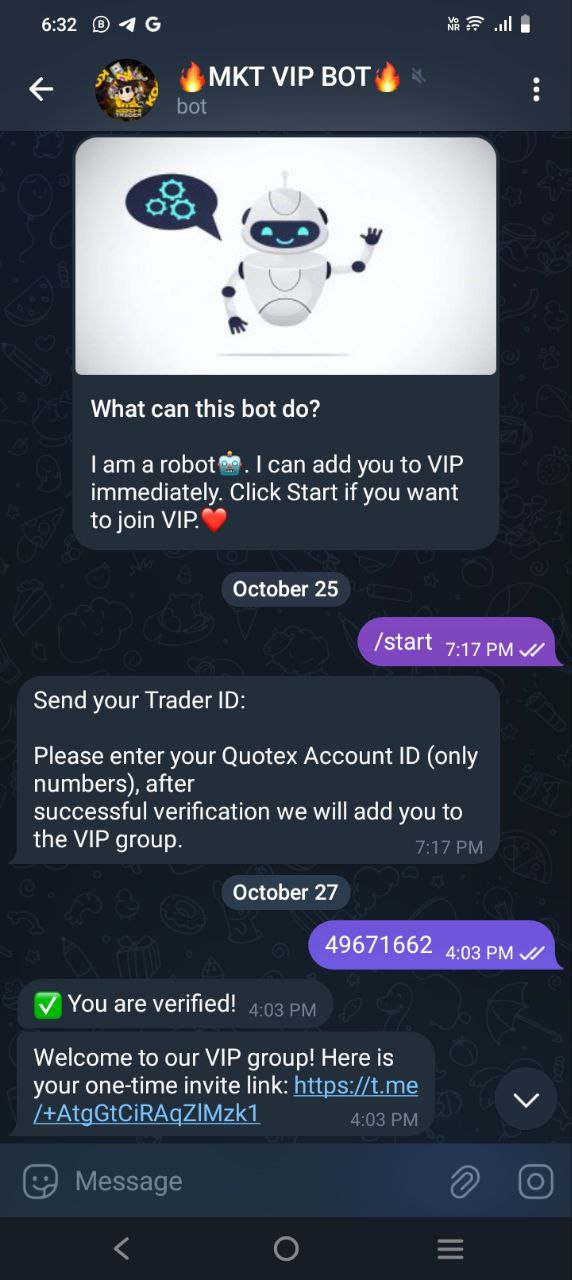 6:32
VoNR
🔥MKT VIP BOT🔥
bot
What can this bot do?
I am a robot🤖. I can add you to VIP
immediately. Click Start if you want
to join VIP.❤️
October 25
/start 7:17 PM
Send your Trader ID:
Please enter your Quotex Account ID (only
numbers), after
successful verification we will add you to
the VIP group.
7:17 PM
October 27
49671662 4:03 PM
✅ You are verified! 4:03 PM
Welcome to our VIP group! Here is
your one-time invite link: https://t.me
/+AtgGtCiRAqZlMzk1 4:03 PM
Message